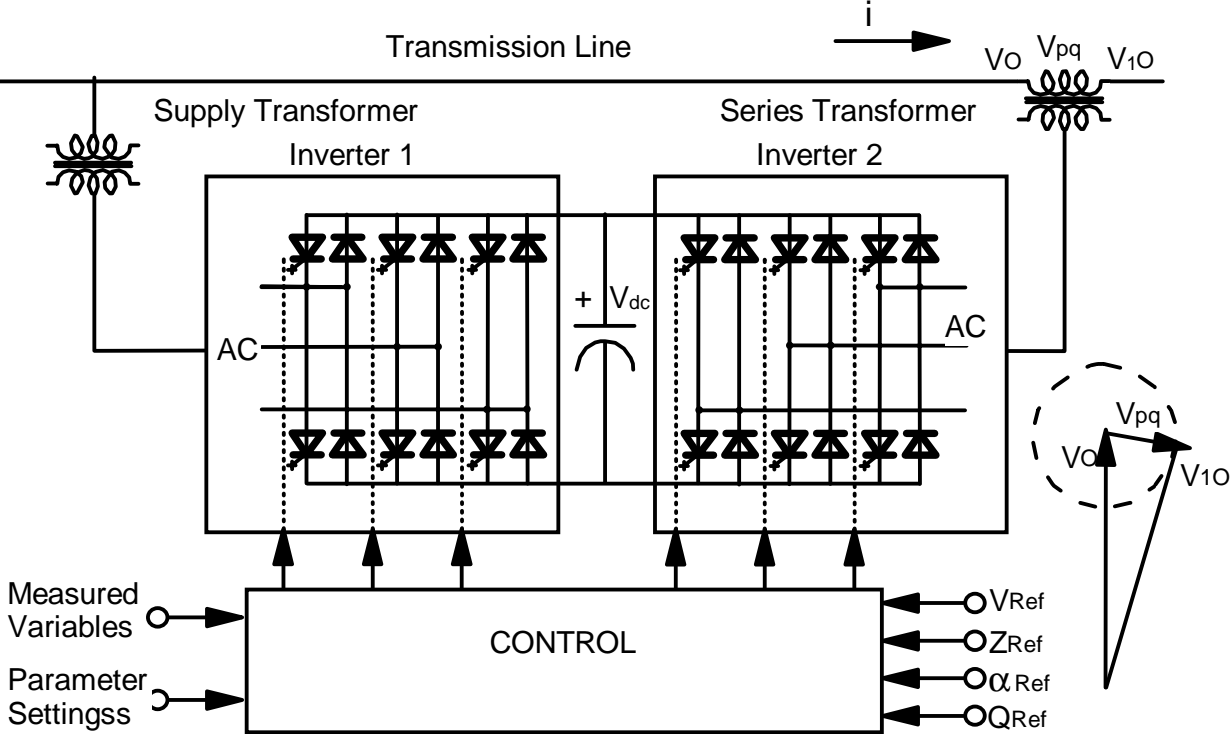 i
Transmission Line
VO
Vpq
V1O
Supply Transformer
Series Transformer
Inverter 1
Inverter 2
+ Vdc
AC
AC
Vpq
VO
V1O
Measured
Variables
Parameter
Settingss
CONTROL
VRef
ZRef
αRef
QRef